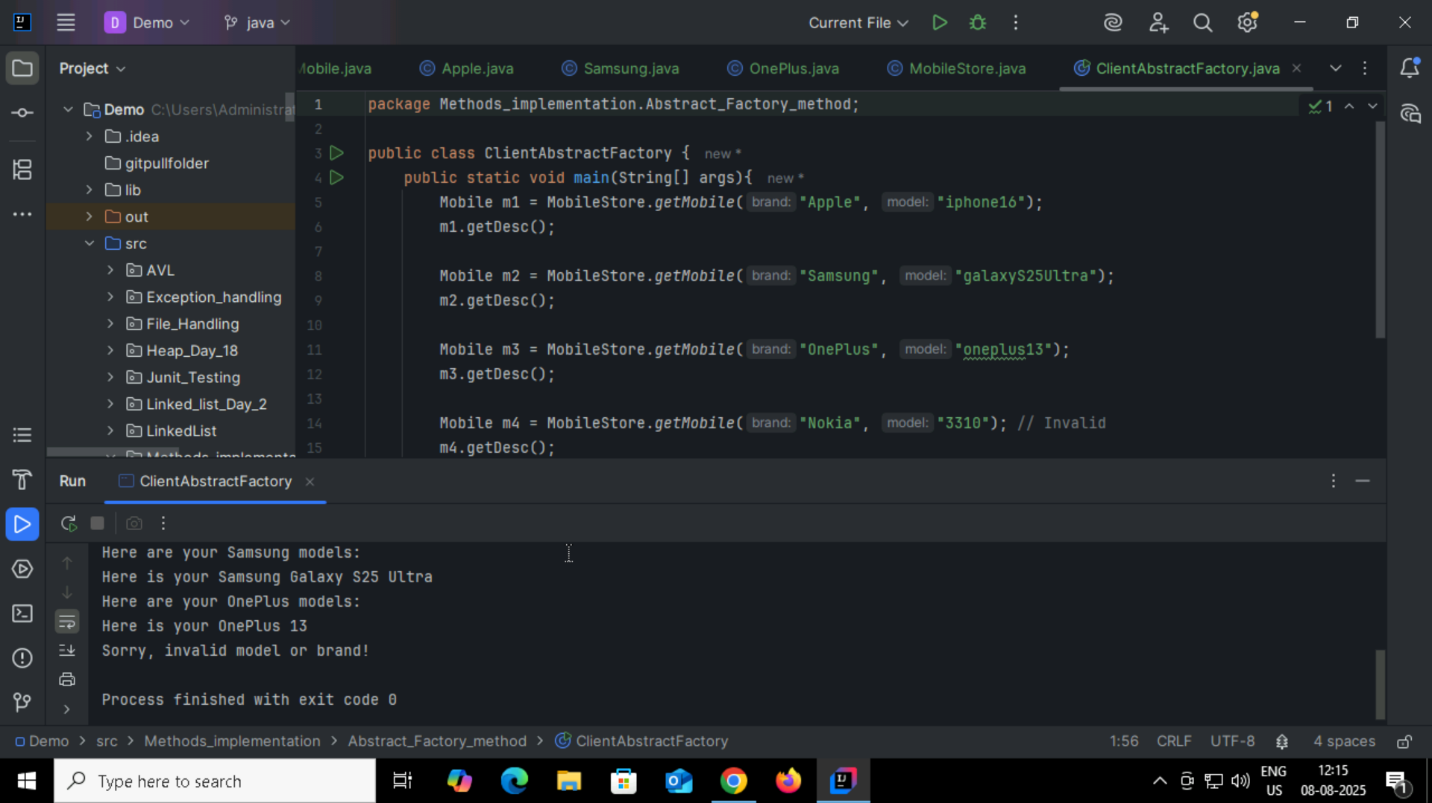 D Demo java Current File
Project
Mobile.java Apple.java Samsung.java OnePlus.java MobileStore.java ClientAbstractFactory.java
Demo C:\Users\Administrat
.idea
gitpullfolder
lib
out
src
AVL
Exception_handling
File_Handling
Heap_Day_18
Junit_Testing
Linked_list_Day_2
LinkedList
Methods_implementa
1 package Methods_implementation.Abstract_Factory_method; 1
2
3 public class ClientAbstractFactory { new *
4 public static void main(String[] args){ new *
5 Mobile m1 = MobileStore.getMobile( brand: "Apple", model: "iphone16");
6 m1.getDesc();
7
8 Mobile m2 = MobileStore.getMobile( brand: "Samsung", model: "galaxyS25Ultra");
9 m2.getDesc();
10
11 Mobile m3 = MobileStore.getMobile( brand: "OnePlus", model: "oneplus13");
12 m3.getDesc();
13
14 Mobile m4 = MobileStore.getMobile( brand: "Nokia", model: "3310"); // Invalid
15 m4.getDesc();
Run ClientAbstractFactory
Here are your Samsung models:
Here is your Samsung Galaxy S25 Ultra
Here are your OnePlus models:
Here is your OnePlus 13
Sorry, invalid model or brand!
Process finished with exit code 0
Demo > src > Methods_implementation > Abstract_Factory_method > ClientAbstractFactory 1:56 CRLF UTF-8 4 spaces
Type here to search ENG US 12:15 08-08-2025 1